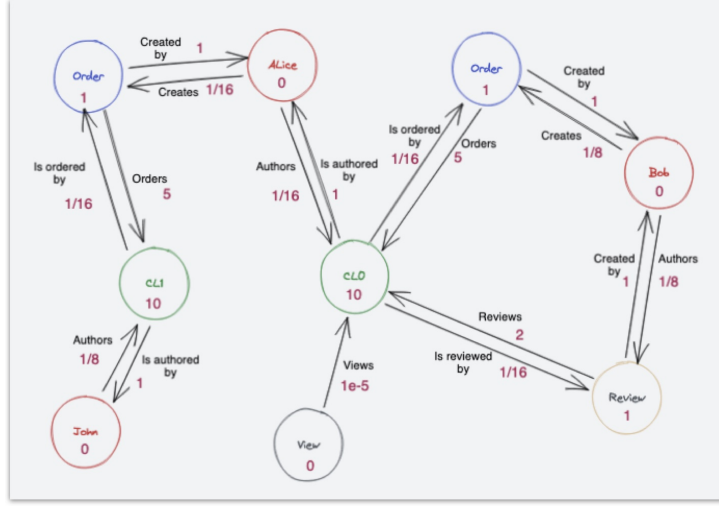 Order
1
Created
by
1
Creates 1/16
ALice
0
Order
1
Created
by
1
Creates
1/8
Bob
0
Is ordered
by
1/16
Orders
5
Authors
1/16
Is authored
by
1
Is ordered
by
1/16
Orders
5
CL1
10
CLO
10
Created
by 1
Authors
1/8
Authors
1/8
Is authored
by
1
Reviews
2
Is reviewed
by
1/16
Views
1e-5
John
0
View
0
Review
1